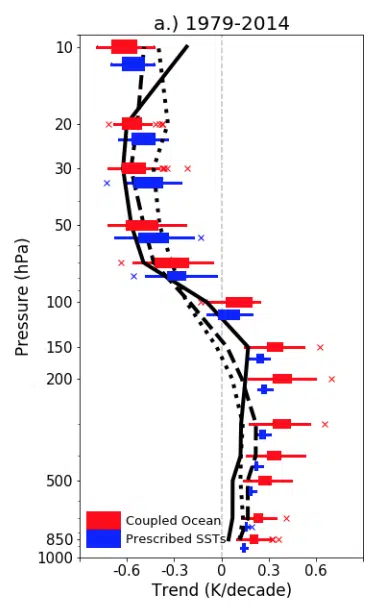 a.) 1979-2014
10
20
30
50
100
150
200
500
850
1000
Pressure (hPa)
Coupled Ocean
Prescribed SSTs
-0.6 -0.3 0 0.3 0.6
Trend (K/decade)